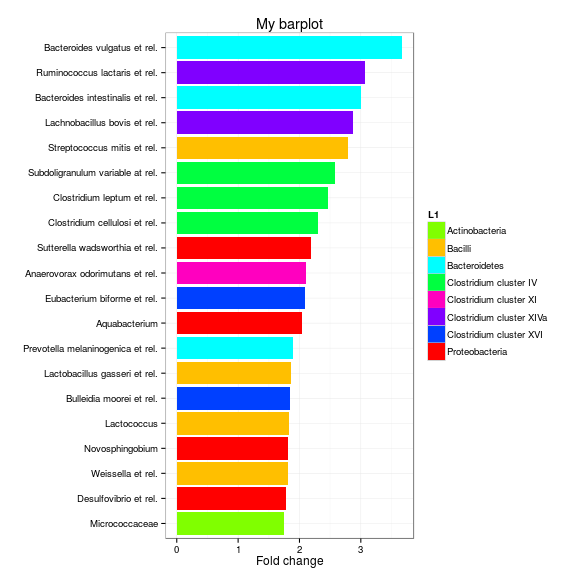 My barplot
Bacteroides vulgatus et rel.
Ruminococcus lactaris et rel.
Bacteroides intestinalis et rel.
Lachnobacillus bovis et rel.
Streptococcus mitis et rel.
Subdoligranulum variable at rel.
Clostridium leptum et rel.
Clostridium cellulosi et rel.
Sutterella wadsworthia et rel.
Anaerovorax odorimutans et rel.
Eubacterium biforme et rel.
Aquabacterium
Prevotella melaninogenica et rel.
Lactobacillus gasseri et rel.
Bulleidia moorei et rel.
Lactococcus
Novosphingobium
Weissella et rel.
Desulfovibrio et rel.
Micrococcaceae
0 1 2 3
Fold change
L1
Actinobacteria
Bacilli
Bacteroidetes
Clostridium cluster IV
Clostridium cluster XI
Clostridium cluster XIVa
Clostridium cluster XVI
Proteobacteria